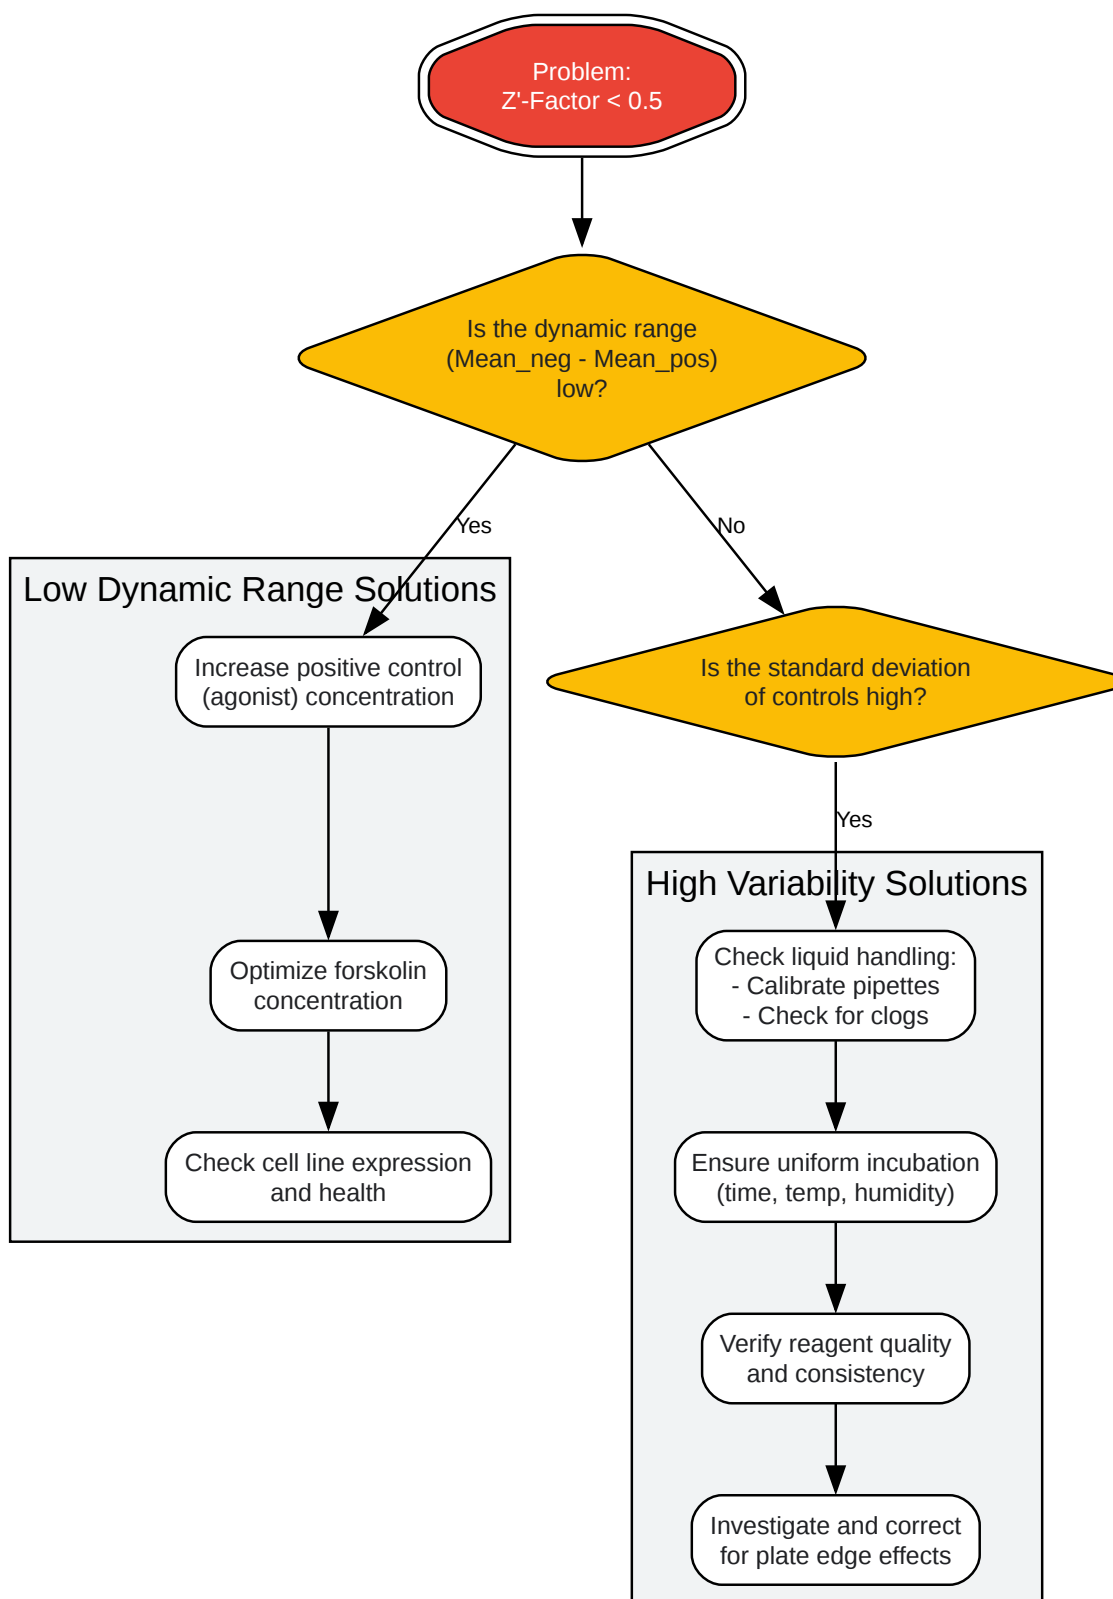 Problem:
Z'-Factor < 0.5
Is the dynamic range
(Mean_neg - Mean_pos)
low?
Yes
No
Low Dynamic Range Solutions
Increase positive control
(agonist) concentration
Optimize forskolin
concentration
Check cell line expression
and health
Is the standard deviation
of controls high?
Yes
High Variability Solutions
Check liquid handling:
- Calibrate pipettes
- Check for clogs
Ensure uniform incubation
(time, temp, humidity)
Verify reagent quality
and consistency
Investigate and correct
for plate edge effects